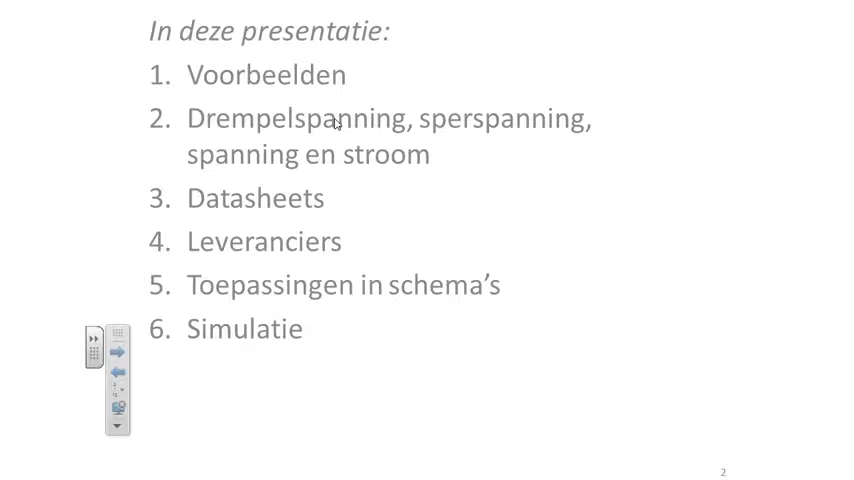 In deze presentatie:
1. Voorbeelden
2. Drempelspanning, sperspanning,
spanning en stroom
3. Datasheets
4. Leveranciers
5. Toepassingen in schema’s
6. Simulatie
2